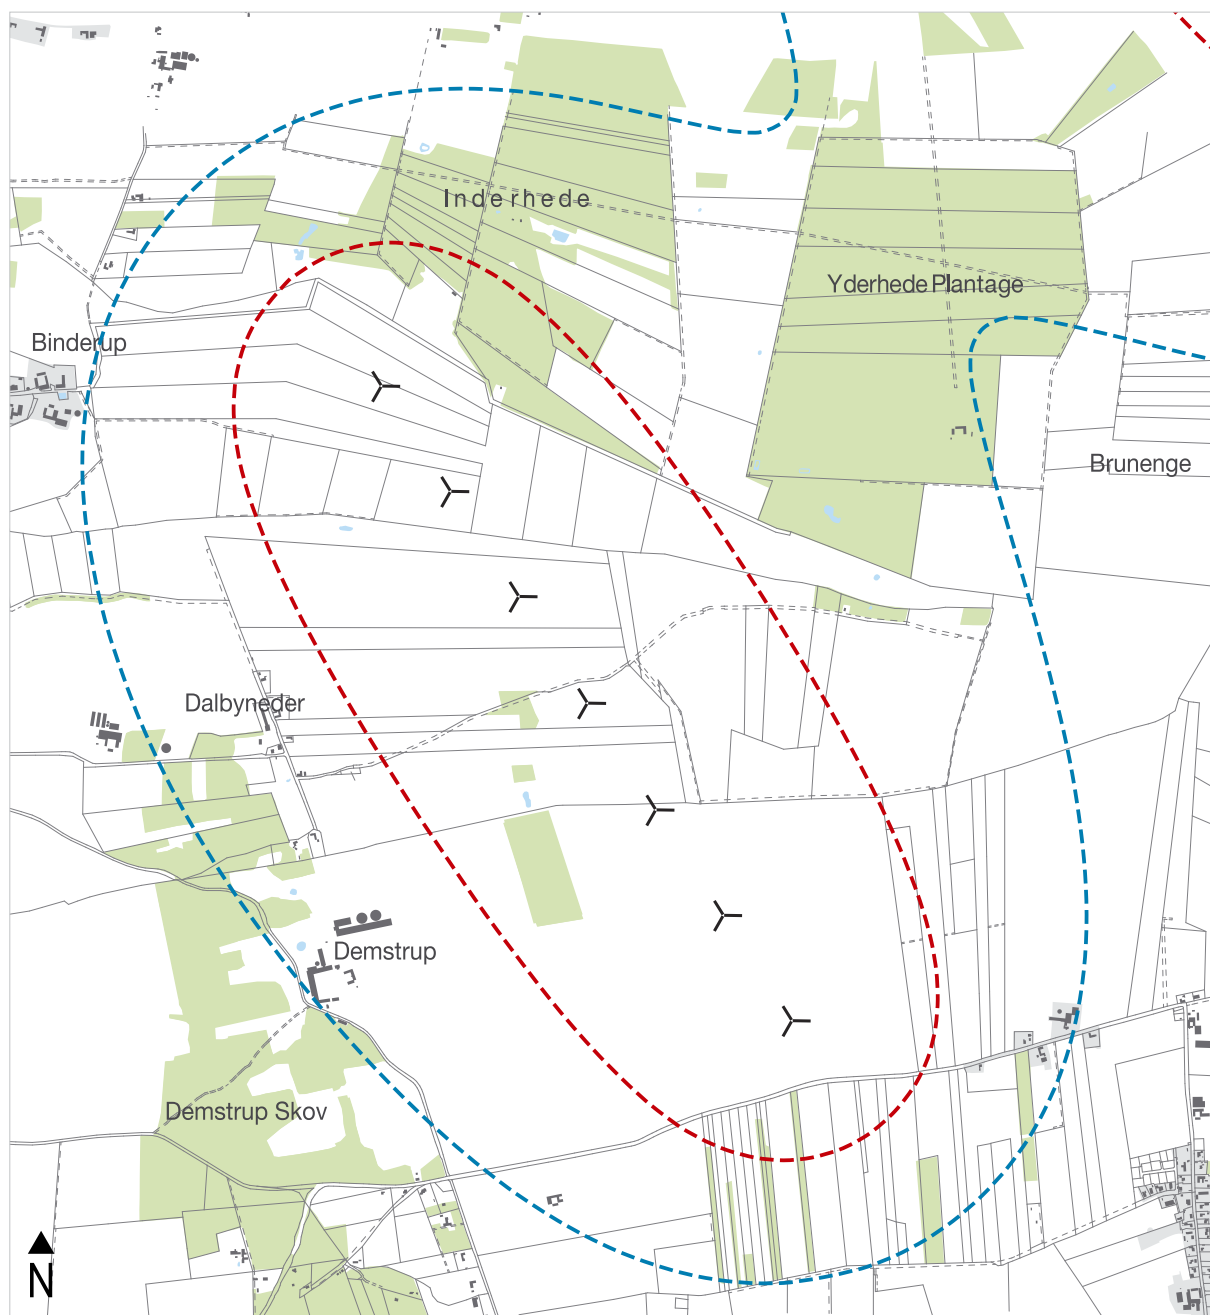 Inderhede
Yderhede Plantage
Binderup
Brunenge
Dalbyneder
Demstrup
Demstrup Skov
N